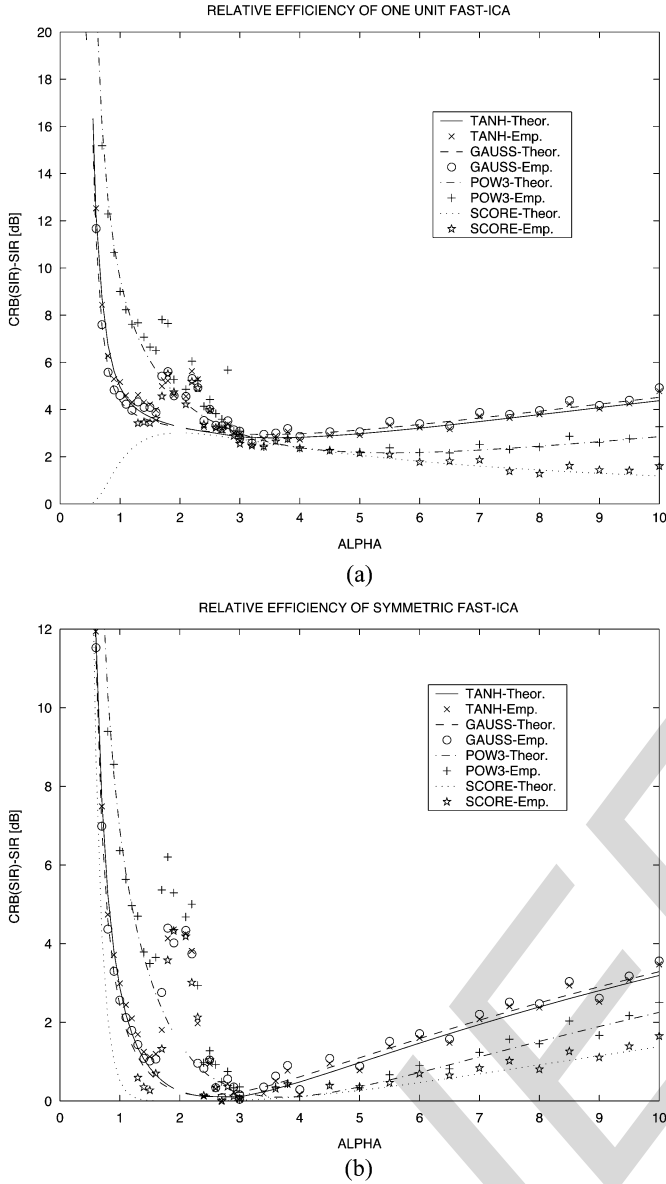 RELATIVE EFFICIENCY OF ONE UNIT FAST-ICA
20
18
16
14
12
10
8
6
4
2
0
CRB(SIR)-SIR [dB]
TANH-Theor.
TANH-Emp.
GAUSS-Theor.
GAUSS-Emp.
POW3-Theor.
POW3-Emp.
SCORE-Theor.
SCORE-Emp.
0 1 2 3 4 5 6 7 8 9 10
ALPHA
(a)
RELATIVE EFFICIENCY OF SYMMETRIC FAST-ICA
12
10
8
6
4
2
0
CRB(SIR)-SIR [dB]
TANH-Theor.
TANH-Emp.
GAUSS-Theor.
GAUSS-Emp.
POW3-Theor.
POW3-Emp.
SCORE-Theor.
SCORE-Emp.
0 1 2 3 4 5 6 7 8 9 10
ALPHA
(b)